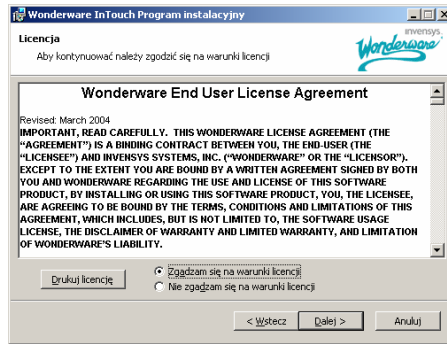 Wonderware InTouch Program instalacyjny
Licencja
Aby kontynuować należy zgodzić się na warunki licencji
invensys.
Wonderware
Wonderware End User License Agreement
Revised: March 2004
IMPORTANT, READ CAREFULLY. THIS WONDERWARE LICENSE AGREEMENT (THE
“AGREEMENT”) IS A BINDING CONTRACT BETWEEN YOU, THE END-USER (THE
“LICENSEE”) AND INVENSYS SYSTEMS, INC. (“WONDERWARE” OR THE “LICENSOR”).
EXCEPT TO THE EXTENT YOU ARE BOUND BY A WRITTEN AGREEMENT SIGNED BY BOTH
YOU AND WONDERWARE REGARDING THE USE AND LICENSE OF THIS SOFTWARE
PRODUCT, BY INSTALLING OR USING THIS SOFTWARE PRODUCT, YOU, THE LICENSEE,
ARE AGREEING TO BE BOUND BY THE TERMS, CONDITIONS AND LIMITATIONS OF THIS
AGREEMENT, WHICH INCLUDES, BUT IS NOT LIMITED TO, THE SOFTWARE USAGE
LICENSE, THE DISCLAIMER OF WARRANTY AND LIMITED WARRANTY, AND LIMITATION
OF WONDERWARE'S LIABILITY.
Drukuj licencję
Zgadzam się na warunki licencji
Nie zgadzam się na warunki licencji
< Wstecz
Dalej >
Anuluj